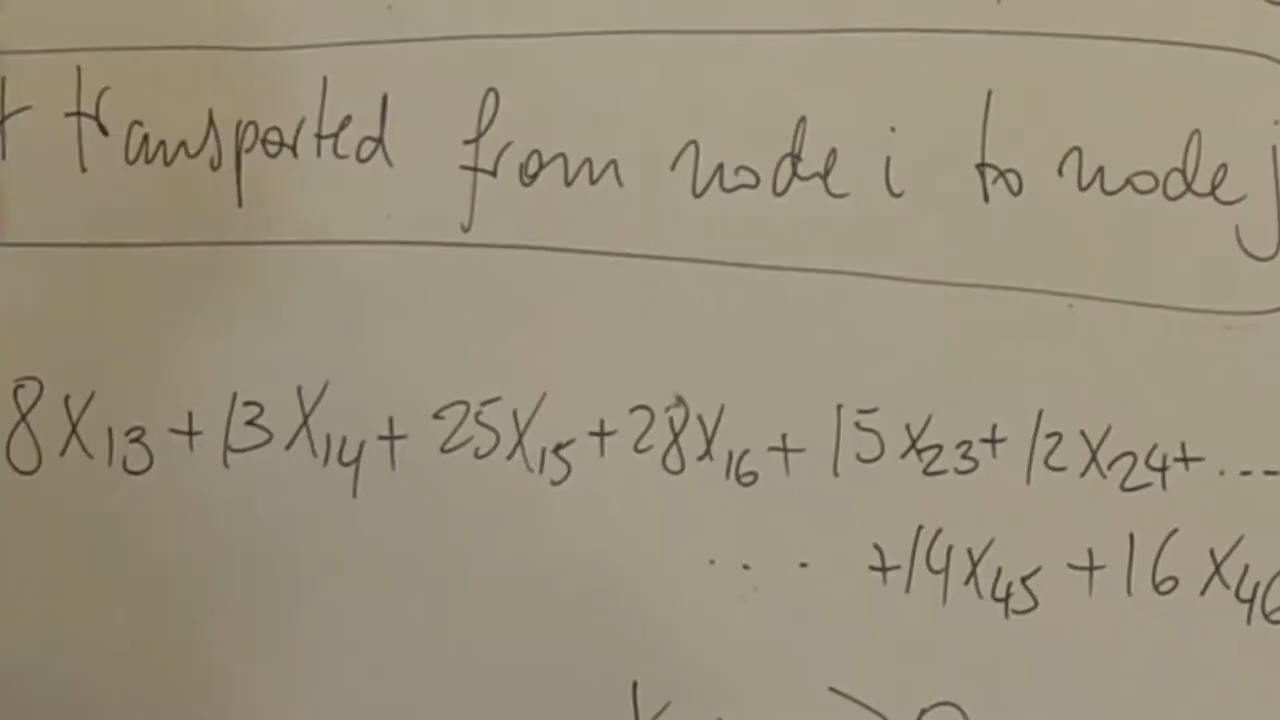 transported from node i to node j
8X13 + 13X14 + 25X15 + 28X16 + 15X23 + 12X24 + ...
... +14X45 + 16X46